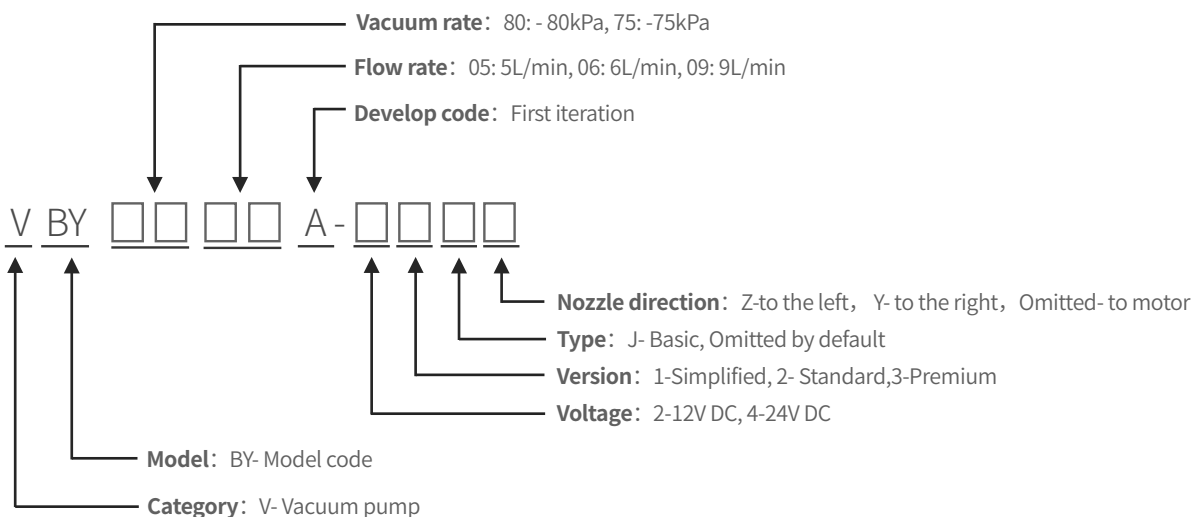 Vacuum rate：80: - 80kPa, 75: -75kPa
Flow rate：05: 5L/min, 06: 6L/min, 09: 9L/min
Develop code：First iteration
V BY □□ □□ A-□□□□
Nozzle direction：Z-to the left，Y- to the right，Omitted- to motor
Type：J- Basic, Omitted by default
Version：1-Simplified, 2- Standard,3-Premium
Voltage：2-12V DC, 4-24V DC
Model：BY- Model code
Category：V- Vacuum pump